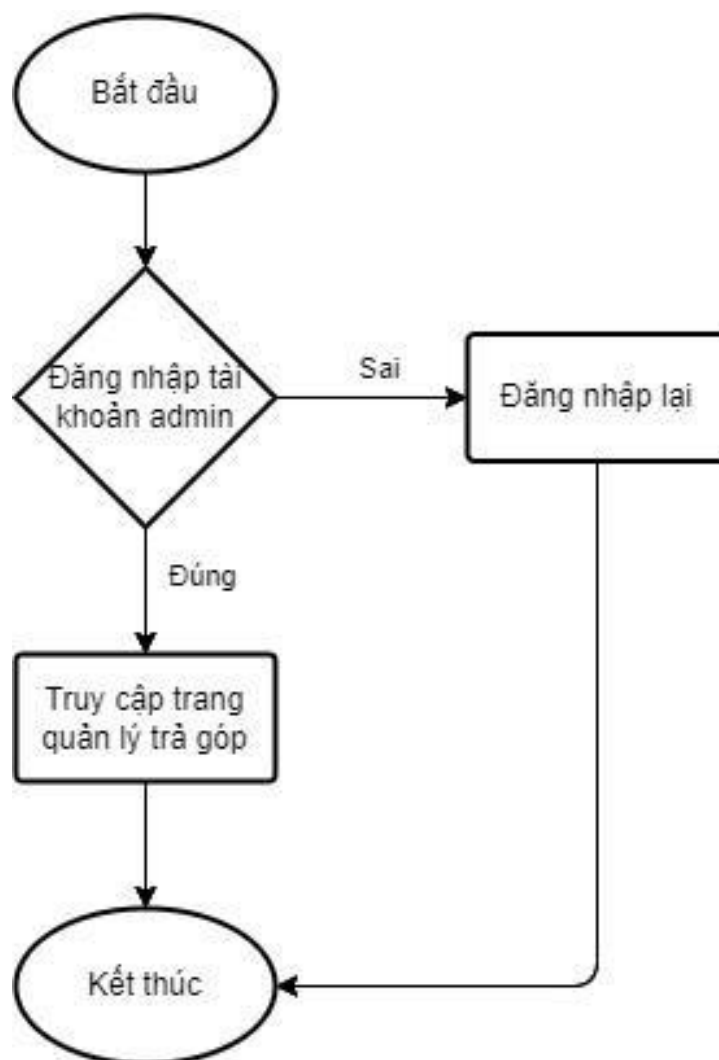 Bắt đầu
Đăng nhập tài
khoản admin
Sai
Đăng nhập lại
Đúng
Truy cập trang
quản lý trả góp
Kết thúc